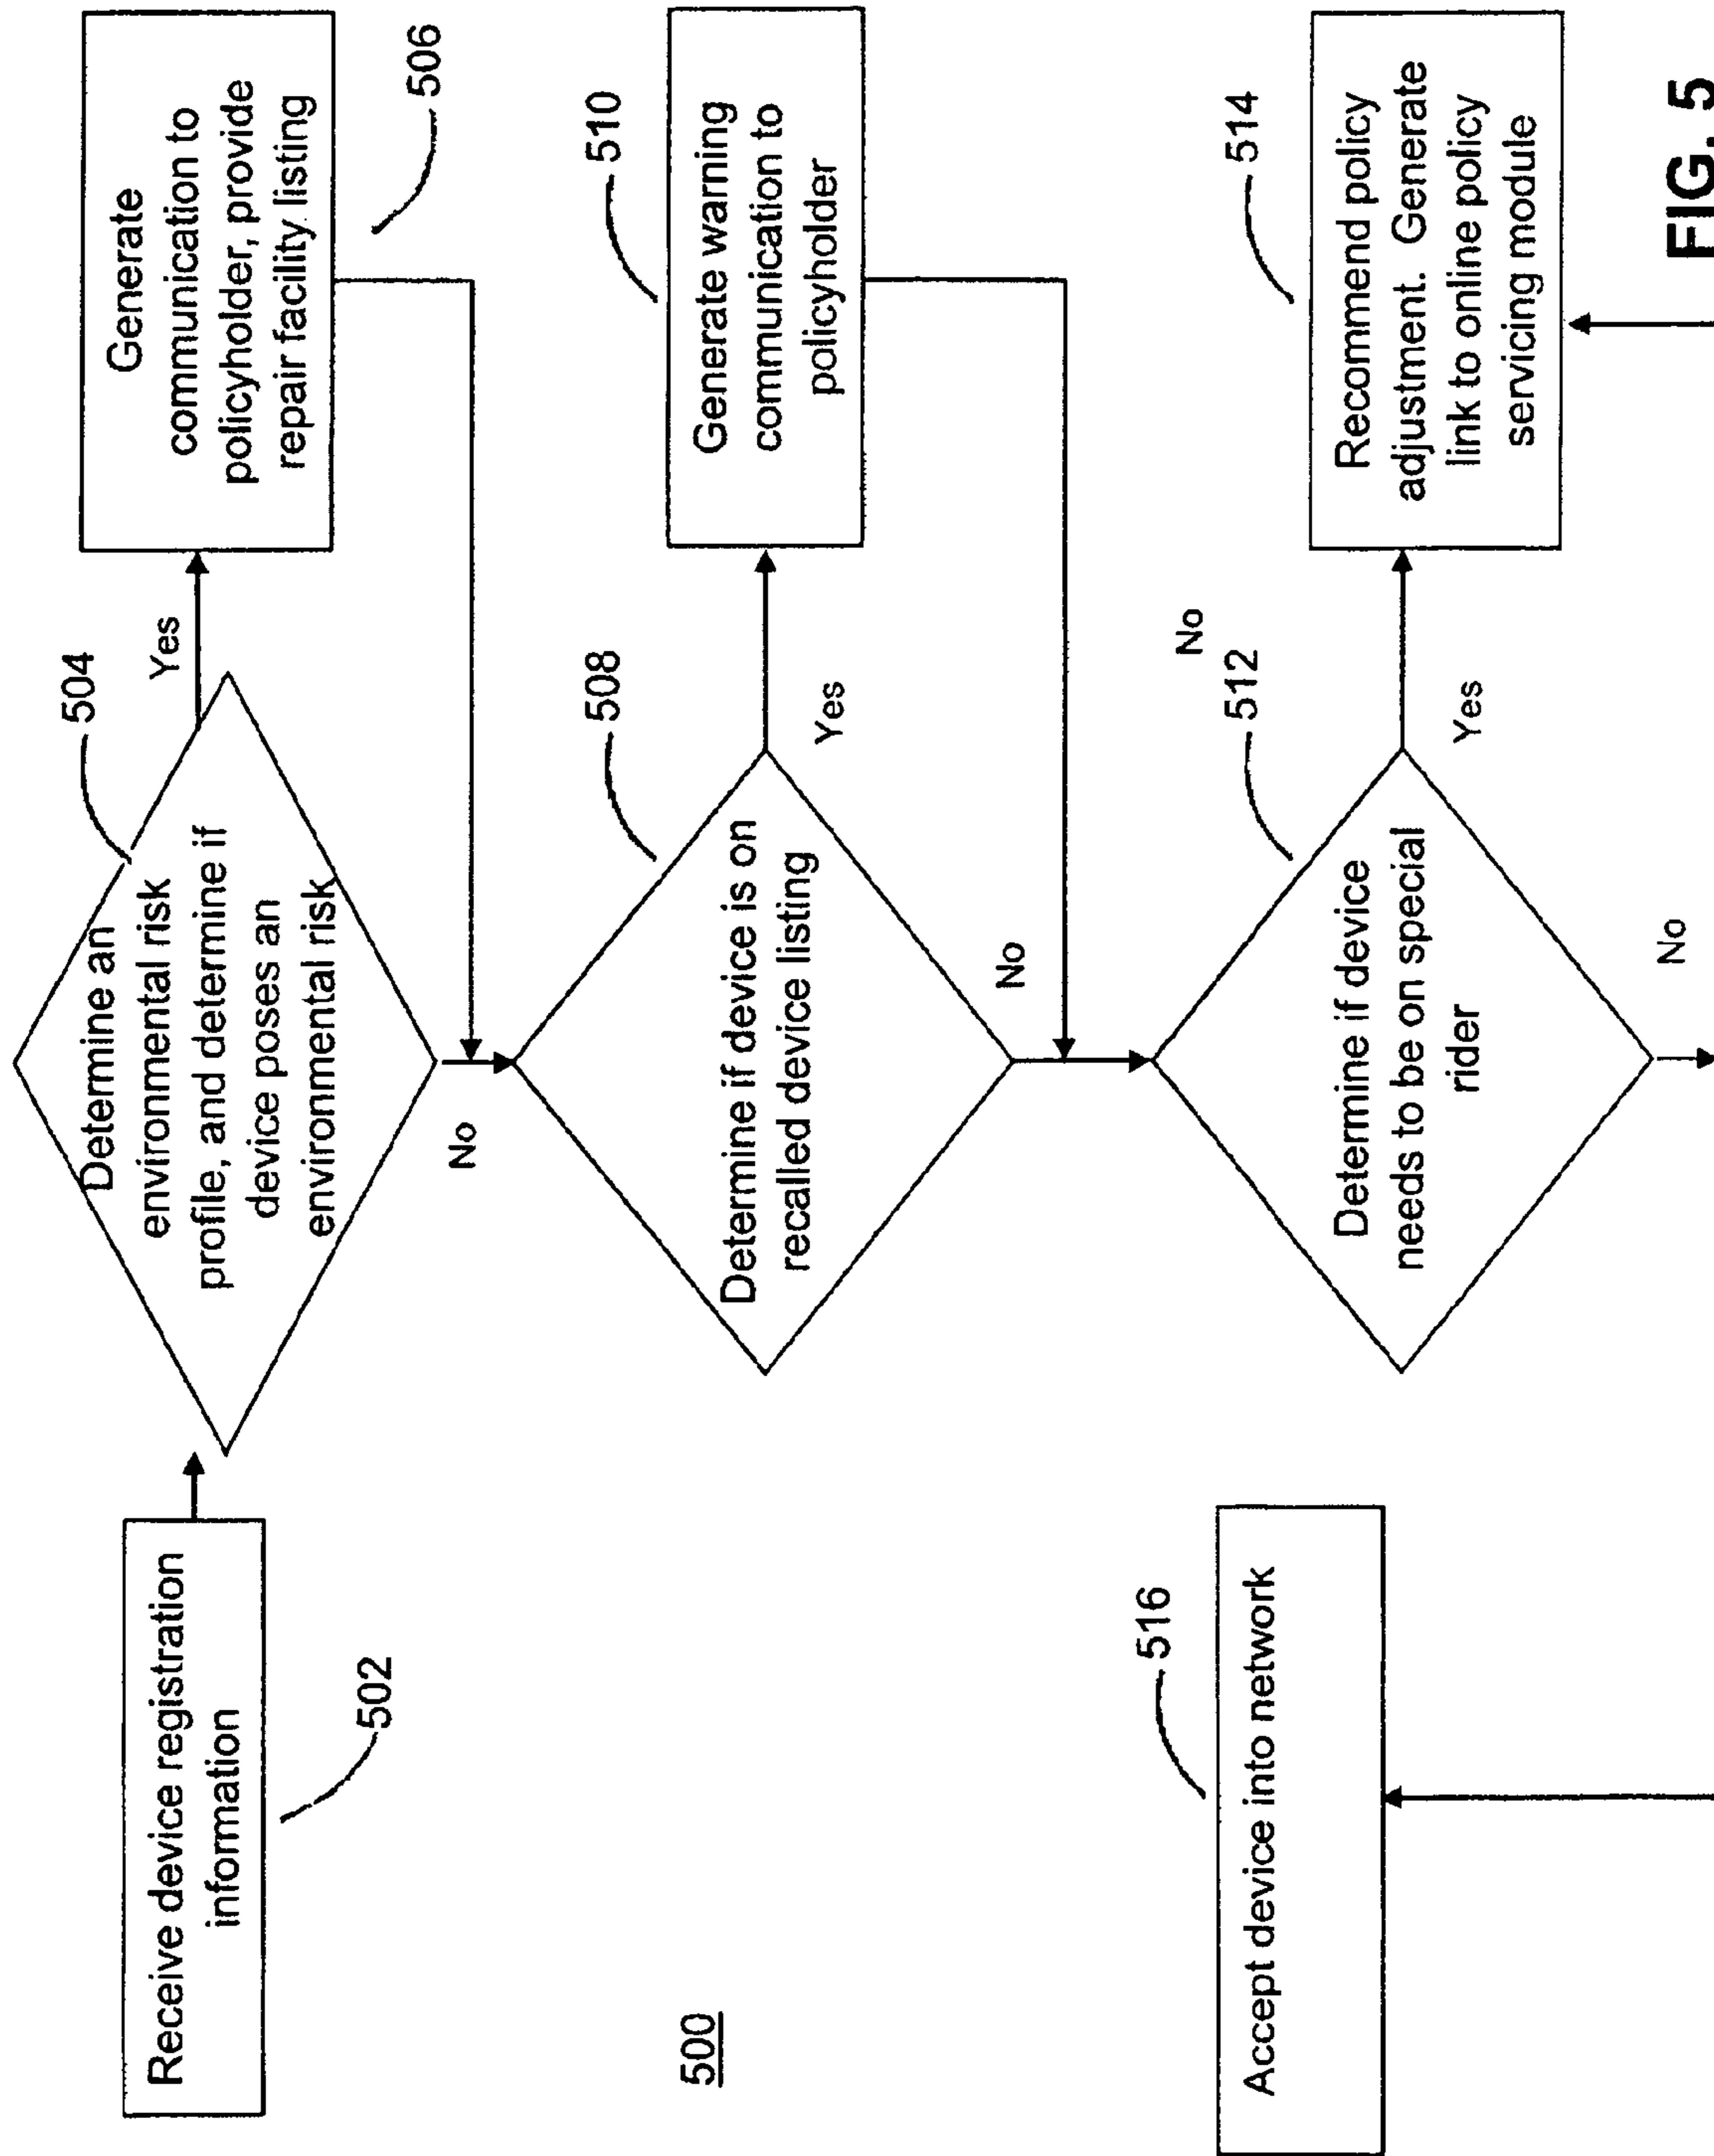 Receive device registration
information
502
Determine an
environmental risk
profile, and determine if
device poses an
environmental risk
504
Yes
Generate
communication to
policyholder, provide
repair facility listing
506
No
500
Determine if device is on
recalled device listing
508
Yes
Generate warning
communication to
policyholder
510
No
Accept device into network
516
Determine if device
needs to be on special
rider
512
No
Yes
Recommend policy
adjustment. Generate
link to online policy
servicing module
514
No
FIG. 5